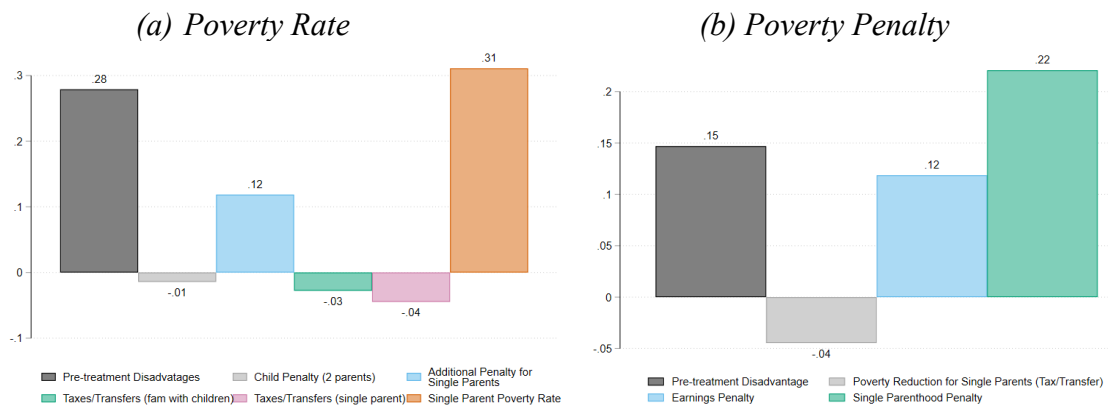 (a) Poverty Rate
.3
.2
.1
0
-.1
.28
-.01
.12
-.03
-.04
.31
Pre-treatment Disadvatages
Child Penalty (2 parents)
Additional Penalty for
Single Parents
Taxes/Transfers (fam with children)
Taxes/Transfers (single parent)
Single Parent Poverty Rate
(b) Poverty Penalty
.2
.15
.1
.05
0
-.05
.15
-.04
.12
.22
Pre-treatment Disadvantage
Poverty Reduction for Single Parents (Tax/Transfer)
Earnings Penalty
Single Parenthood Penalty